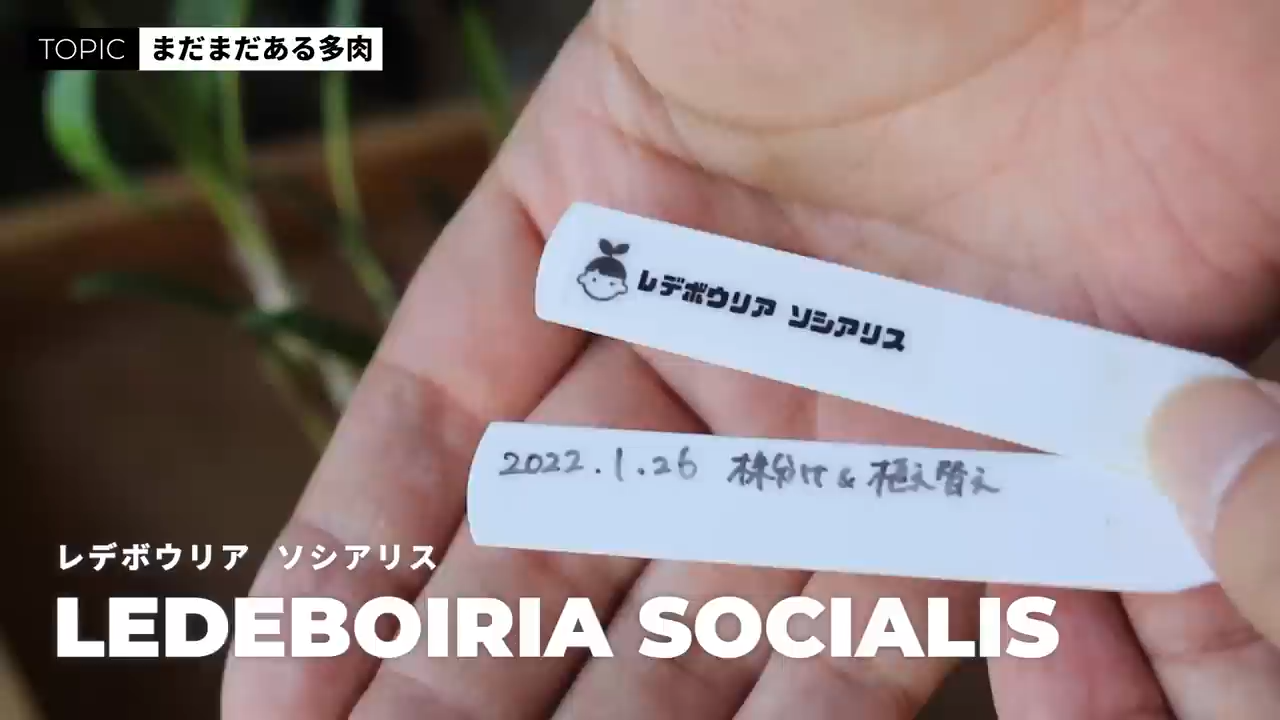 TOPIC まだまだある多肉
レデボウリア ソシアリス
2022.1.26 株分け & 植え替え
レデボウリア ソシアリス
LEDEBOIRIA SOCIALIS